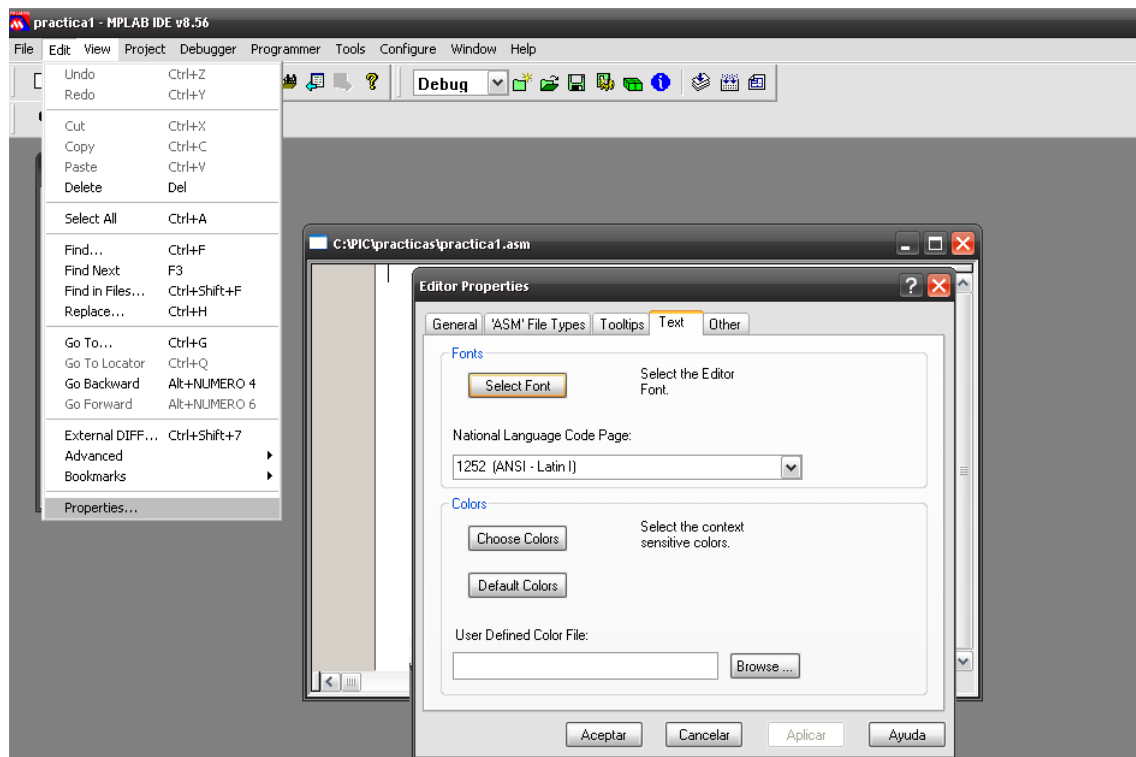 practica1 - MPLAB IDE v8.56
File Edit View Project Debugger Programmer Tools Configure Window Help
Debug
Undo Ctrl+Z
Redo Ctrl+Y
Cut Ctrl+X
Copy Ctrl+C
Paste Ctrl+V
Delete Del
Select All Ctrl+A
Find... Ctrl+F
Find Next F3
Find in Files... Ctrl+Shift+F
Replace... Ctrl+H
Go To... Ctrl+G
Go To Locator Ctrl+Q
Go Backward Alt+NUMERO 4
Go Forward Alt+NUMERO 6
External DIFF... Ctrl+Shift+7
Advanced
Bookmarks
Properties...
C:\PIC\practicas\practica1.asm
Editor Properties
General 'ASM' File Types Tooltips Text Other
Fonts
Select Font
Select the Editor
Font.
National Language Code Page:
1252 (ANSI - Latin I)
Colors
Choose Colors
Select the context
sensitive colors.
Default Colors
User Defined Color File:
Browse ...
Aceptar Cancelar Aplicar Ayuda